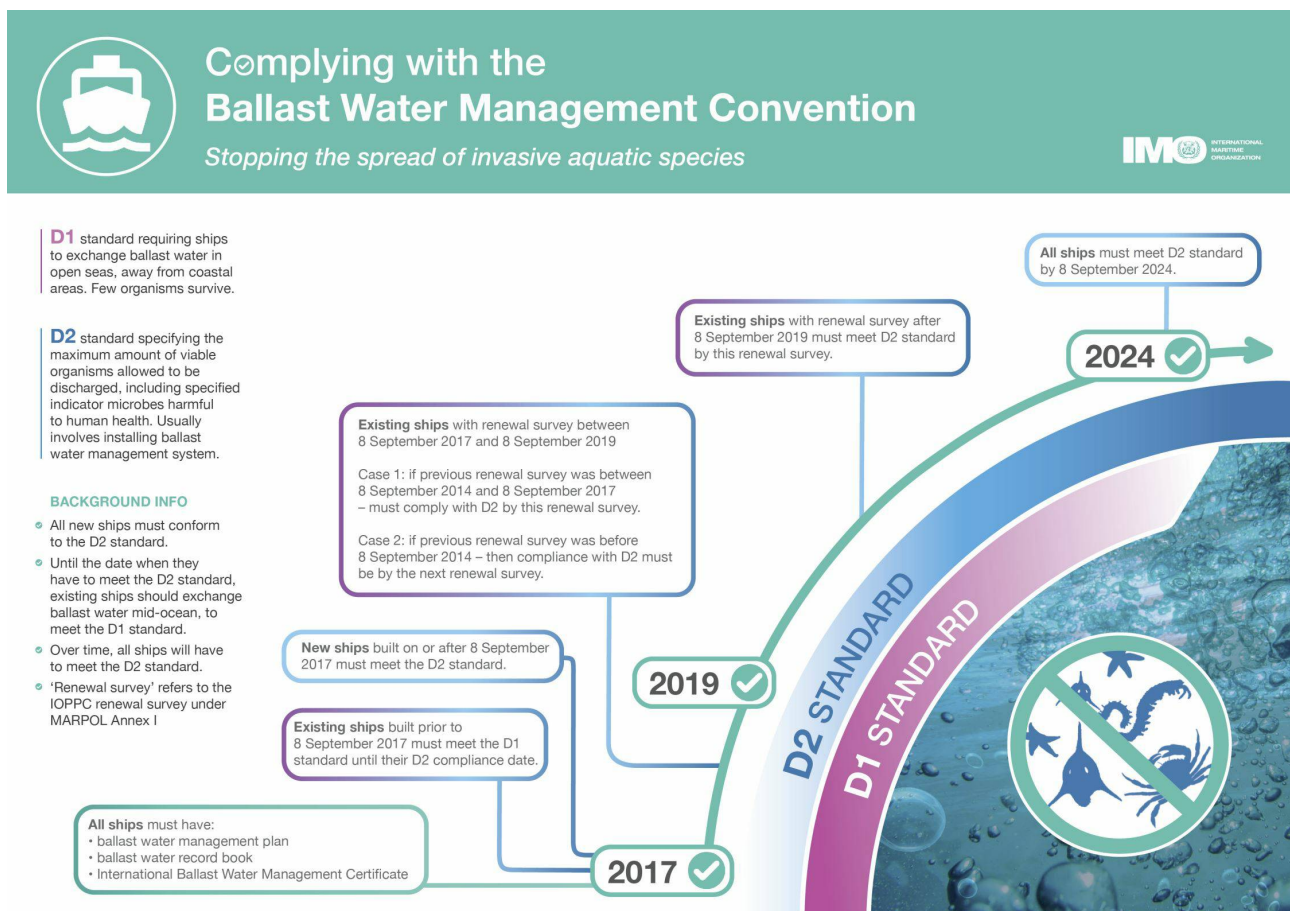 Complying with the
Ballast Water Management Convention
Stopping the spread of invasive aquatic species
IMO
INTERNATIONAL
MARITIME
ORGANIZATION
D1 standard requiring ships
to exchange ballast water in
open seas, away from coastal
areas. Few organisms survive.
D2 standard specifying the
maximum amount of viable
organisms allowed to be
discharged, including specified
indicator microbes harmful
to human health. Usually
involves installing ballast
water management system.
BACKGROUND INFO
All new ships must conform
to the D2 standard.
Until the date when they
have to meet the D2 standard,
existing ships should exchange
ballast water mid-ocean, to
meet the D1 standard.
Over time, all ships will have
to meet the D2 standard.
‘Renewal survey’ refers to the
IOPPC renewal survey under
MARPOL Annex I
All ships must meet D2 standard
by 8 September 2024.
2024
Existing ships with renewal survey after
8 September 2019 must meet D2 standard
by this renewal survey.
Existing ships with renewal survey between
8 September 2017 and 8 September 2019
Case 1: if previous renewal survey was between
8 September 2014 and 8 September 2017
– must comply with D2 by this renewal survey.
Case 2: if previous renewal survey was before
8 September 2014 – then compliance with D2 must
be by the next renewal survey.
2019
New ships built on or after 8 September
2017 must meet the D2 standard.
Existing ships built prior to
8 September 2017 must meet the D1
standard until their D2 compliance date.
All ships must have:
• ballast water management plan
• ballast water record book
• International Ballast Water Management Certificate
2017
D2 STANDARD
D1 STANDARD